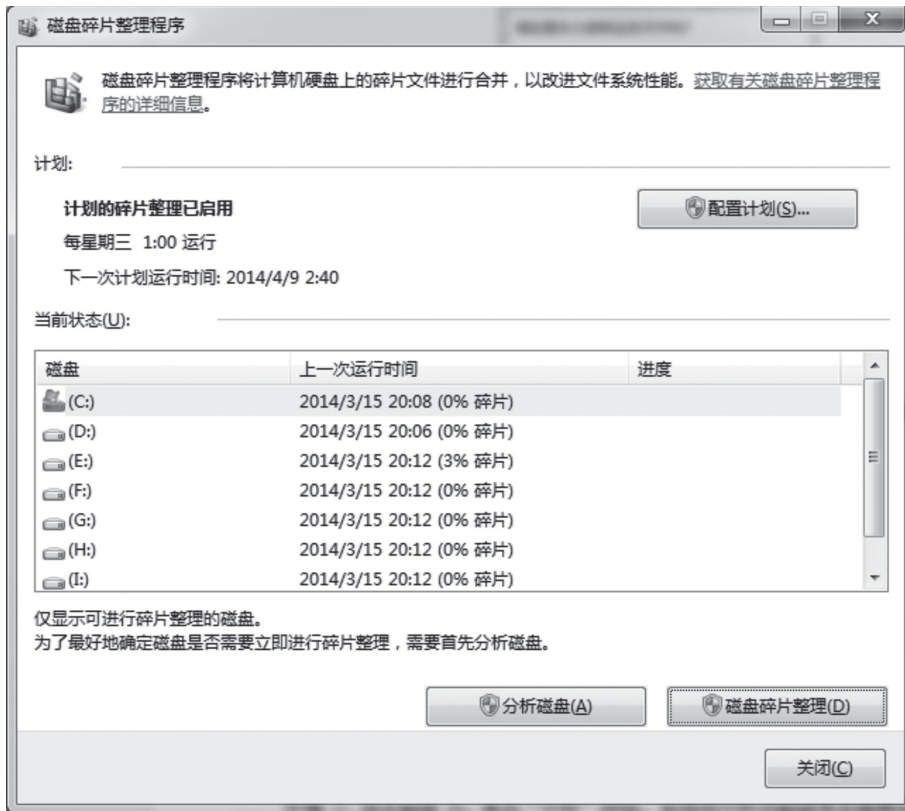 磁盘碎片整理程序
磁盘碎片整理程序将计算机硬盘上的碎片文件进行合并，以改进文件系统性能。获取有关磁盘碎片整理程
序的详细信息。
计划:
计划的碎片整理已启用
配置计划(S)...
每星期三 1:00 运行
下一次计划运行时间: 2014/4/9 2:40
当前状态(U):
磁盘 上一次运行时间 进度
(C:) 2014/3/15 20:08 (0% 碎片)
(D:) 2014/3/15 20:06 (0% 碎片)
(E:) 2014/3/15 20:12 (3% 碎片)
(F:) 2014/3/15 20:12 (0% 碎片)
(G:) 2014/3/15 20:12 (0% 碎片)
(H:) 2014/3/15 20:12 (0% 碎片)
(I:) 2014/3/15 20:12 (0% 碎片)
仅显示可进行碎片整理的磁盘。
为了最好地确定磁盘是否需要立即进行碎片整理，需要首先分析磁盘。
分析磁盘(A) 磁盘碎片整理(D)
关闭(C)